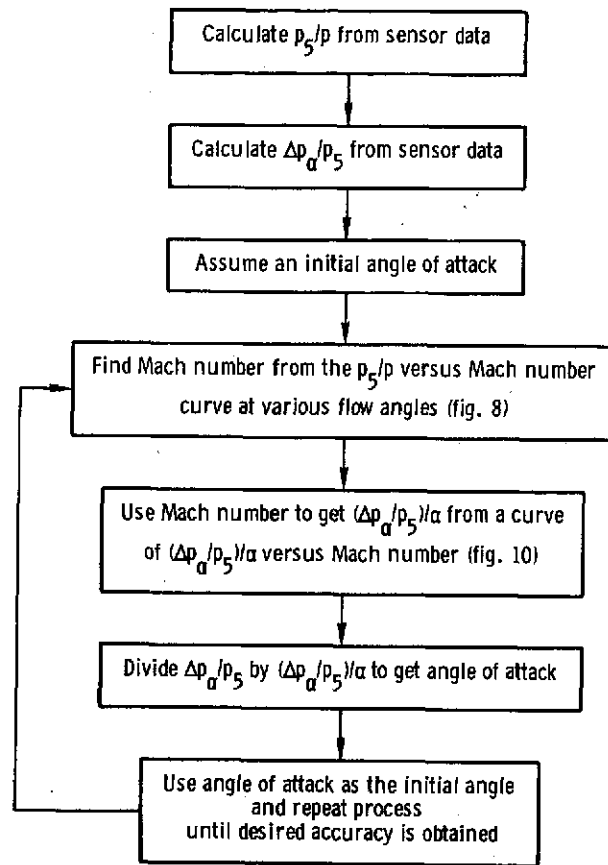 Calculate p₅/p from sensor data
Calculate Δpα/p₅ from sensor data
Assume an initial angle of attack
Find Mach number from the p₅/p versus Mach number
curve at various flow angles (fig. 8)
Use Mach number to get (Δpα/p₅)/α from a curve
of (Δpα/p₅)/α versus Mach number (fig. 10)
Divide Δpα/p₅ by (Δpα/p₅)/α to get angle of attack
Use angle of attack as the initial angle
and repeat process
until desired accuracy is obtained